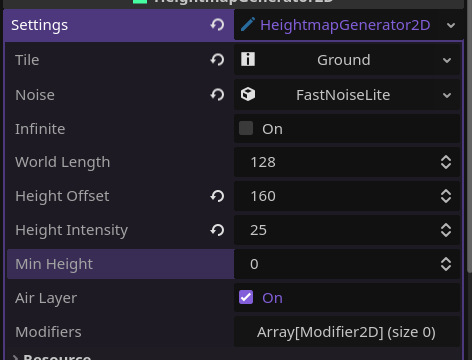 HeightmapGenerator2D
Settings HeightmapGenerator2D
Tile Ground
Noise FastNoiseLite
Infinite On
World Length 128
Height Offset 160
Height Intensity 25
Min Height 0
Air Layer On
Modifiers Array[Modifier2D] (size 0)
Resource